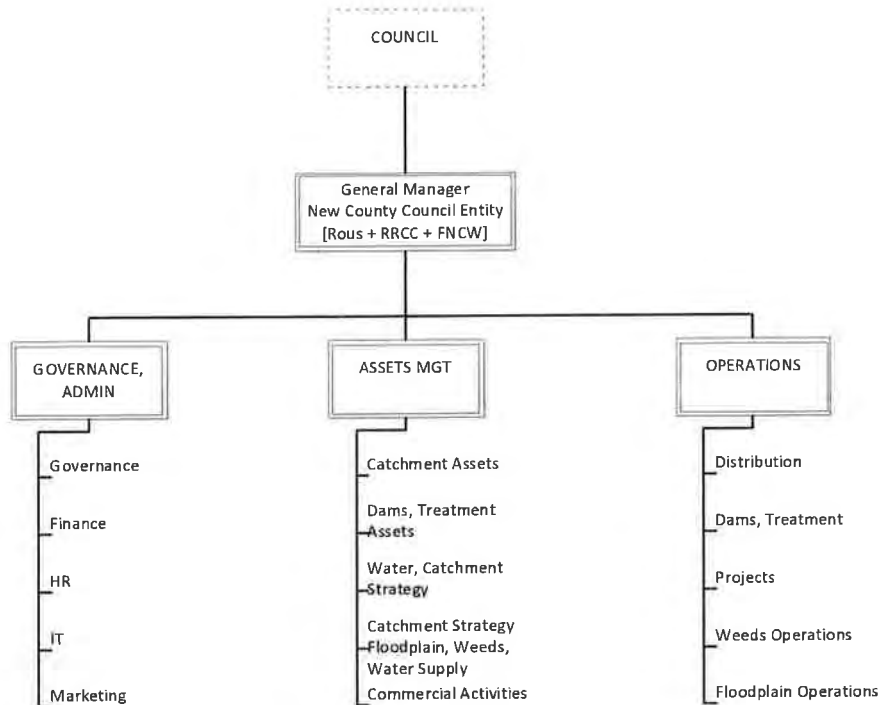 COUNCIL
General Manager
New County Council Entity
[Rous + RRCC + FNCW]
GOVERNANCE,
ADMIN
ASSETS MGT
OPERATIONS
Governance
Finance
HR
IT
Marketing
Catchment Assets
Dams, Treatment
Assets
Water, Catchment
Strategy
Catchment Strategy
Floodplain, Weeds,
Water Supply
Commercial Activities
Distribution
Dams, Treatment
Projects
Weeds Operations
Floodplain Operations